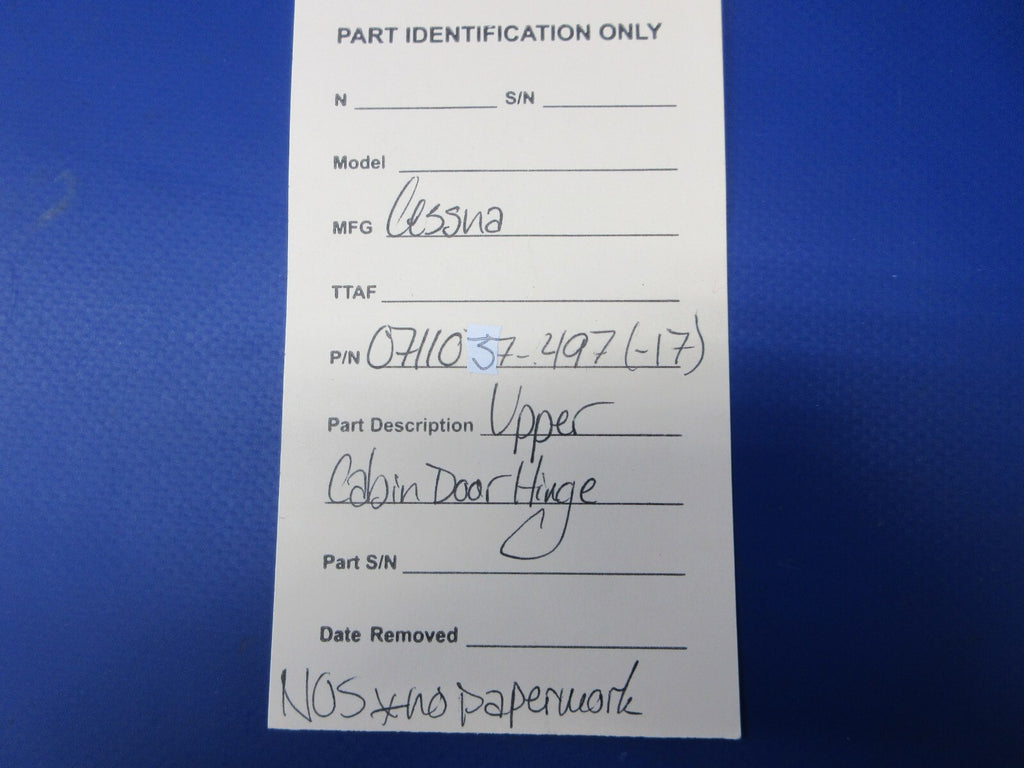 PART IDENTIFICATION ONLY
N S/N
Model
MFG Cessna
TTAF
P/N 0711037-497 (-17)
Part Description Upper
Cabin Door Hinge
Part S/N
Date Removed
NOS *no paperwork